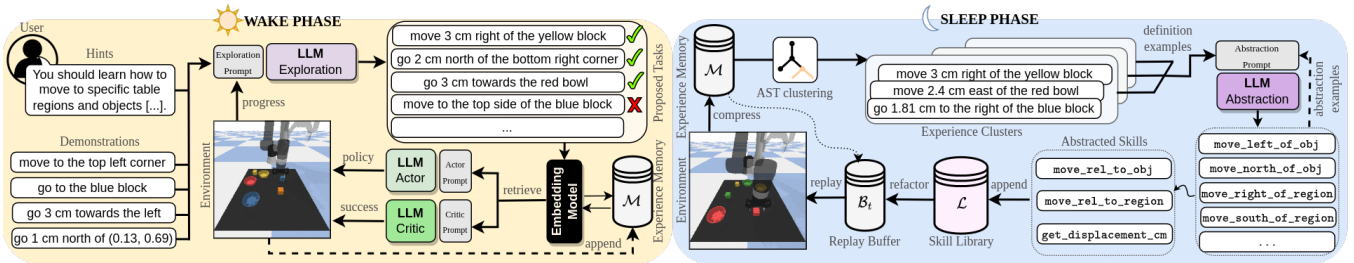 WAKE PHASE
User
Hints
You should learn how to
move to specific table
regions and objects [...].
Demonstrations
move to the top left corner
go to the blue block
go 3 cm towards the left
go 1 cm north of (0.13, 0.69)
Exploration
Prompt
LLM
Exploration
progress
Environment
move 3 cm right of the yellow block
go 2 cm north of the bottom right corner
go 3 cm towards the red bowl
move to the top side of the blue block
...
Proposed Tasks
policy
LLM
Actor
Actor
Prompt
success
LLM
Critic
Critic
Prompt
retrieve
Embedding
Model
append
M
Experience Memory
SLEEP PHASE
Experience Memory
M
AST clustering
compress
Environment
move 3 cm right of the yellow block
move 2.4 cm east of the red bowl
go 1.81 cm to the right of the blue block
Experience Clusters
definition
examples
Abstraction
Prompt
LLM
Abstraction
abstraction
examples
move_left_of_obj
move_north_of_obj
move_right_of_region
move_south_of_region
...
Abstracted Skills
move_rel_to_obj
move_rel_to_region
get_displacement_cm
append
L
Skill Library
refactor
Bt
Replay Buffer
replay